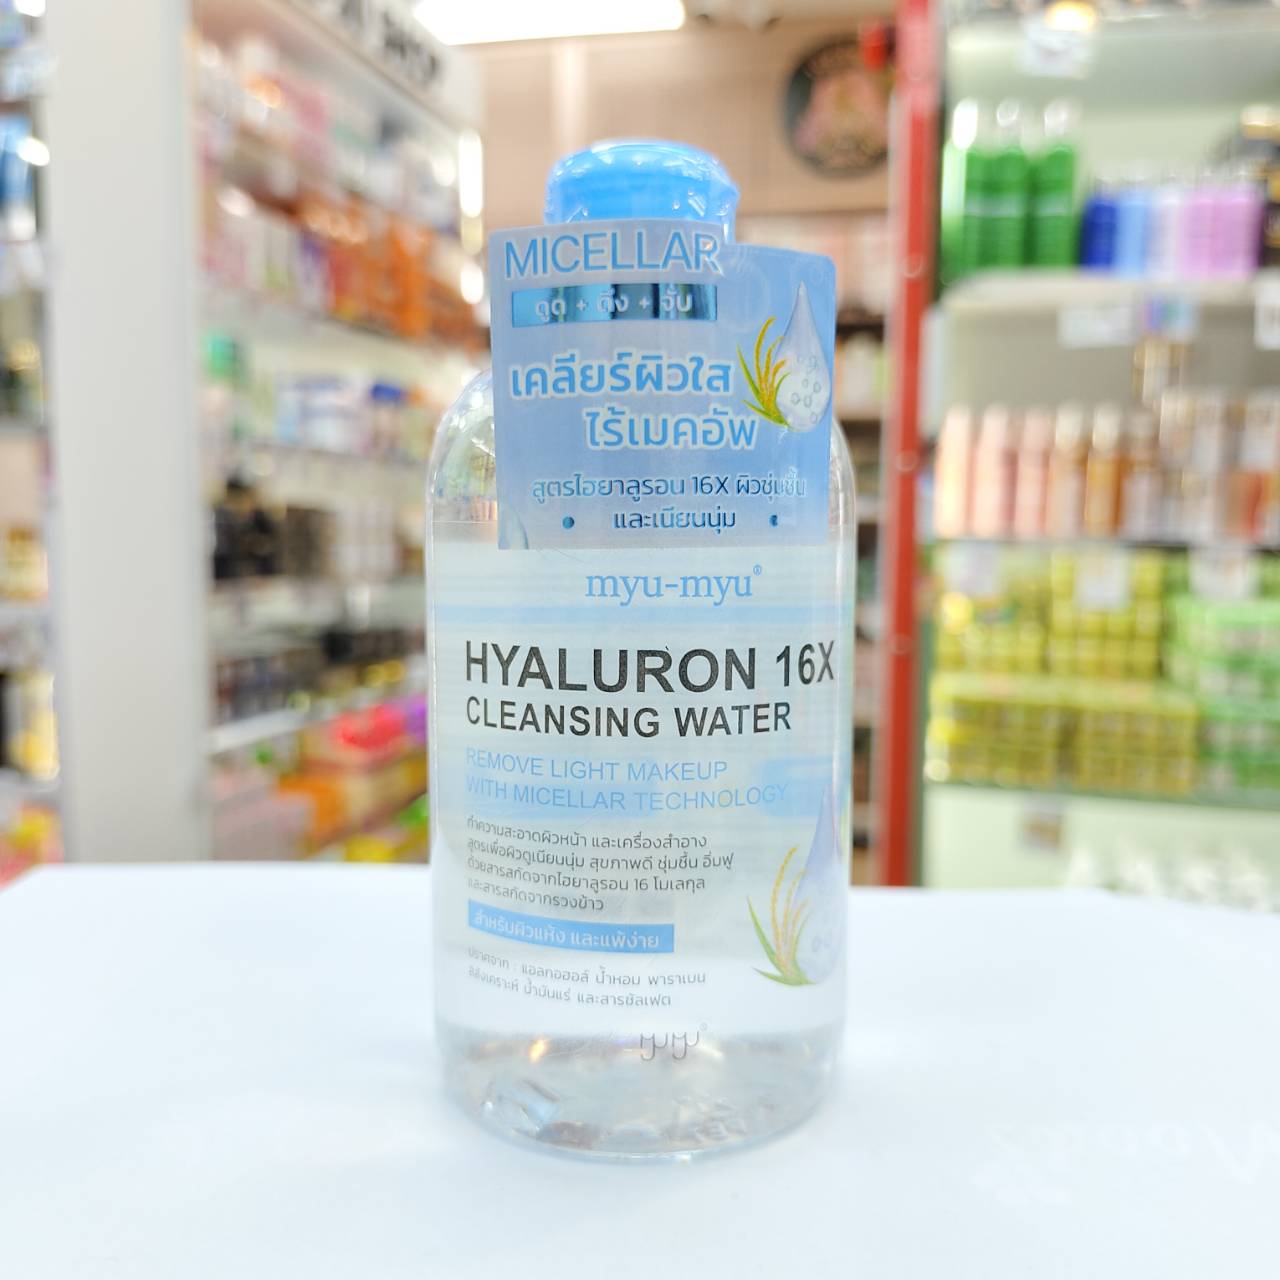 MICELLAR
ดูด + ดึง + จับ
เคลียร์ผิวใส
ไร้เมคอัพ
สูตรไฮยาลูรอน 16X ผิวชุ่มชื้น
• และเนียนนุ่ม •
myu-myu®
HYALURON 16X
CLEANSING WATER
REMOVE LIGHT MAKEUP
WITH MICELLAR TECHNOLOGY
ทำความสะอาดผิวหน้า และเครื่องสำอาง
สูตรเพื่อผิวดูเนียนนุ่ม สุขภาพดี ชุ่มชื้น อิ่มฟู
ด้วยสารสกัดจากไฮยาลูรอน 16 โมเลกุล
และสารสกัดจากรวงข้าว
สำหรับผิวแห้ง และแพ้ง่าย
ปราศจาก : แอลกอฮอล์ น้ำหอม พาราเบน
สีสังเคราะห์ น้ำมันแร่ และสารซัลเฟต
myu®